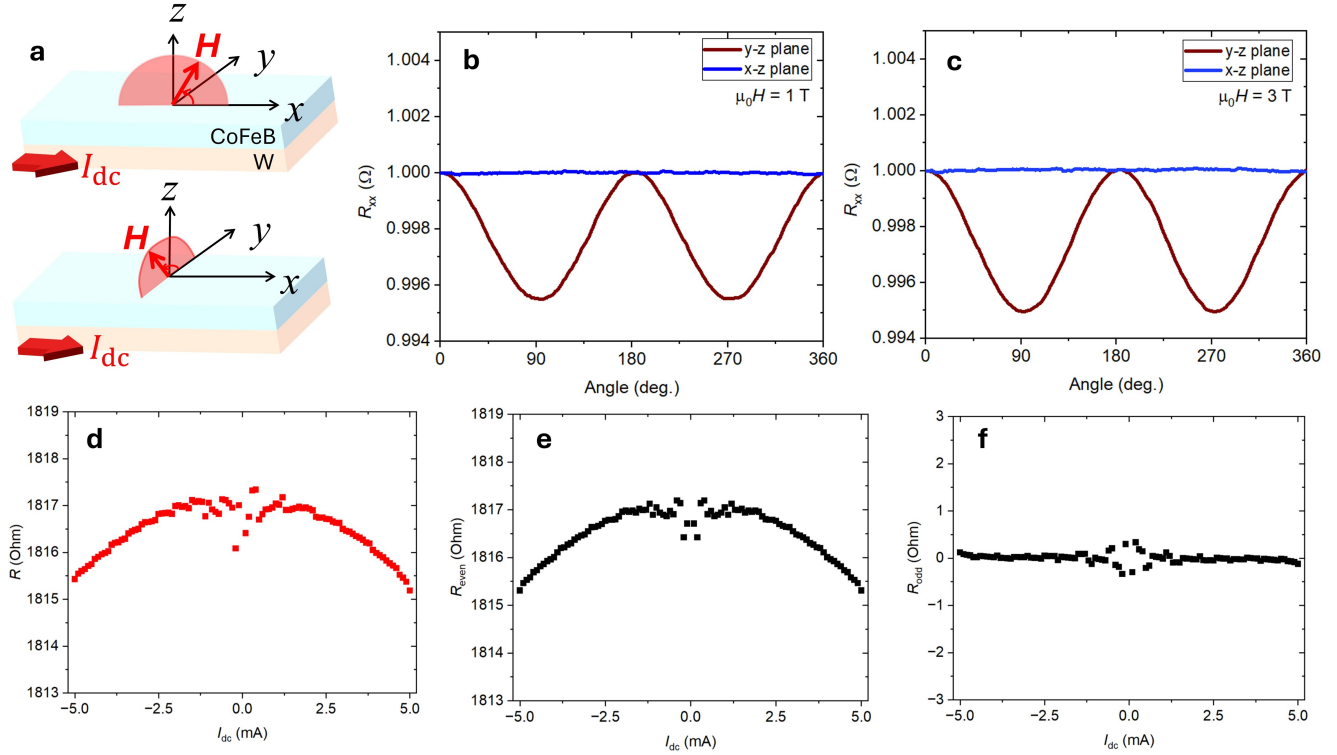 a
z
H
y
x
CoFeB
W
I_dc
z
H
y
x
I_dc
b
y-z plane
x-z plane
μ₀H = 1 T
1.004
1.002
1.000
0.998
0.996
0.994
R_xx (Ω)
0 90 180 270 360
Angle (deg.)
c
y-z plane
x-z plane
μ₀H = 3 T
1.004
1.002
1.000
0.998
0.996
0.994
R_xx (Ω)
0 90 180 270 360
Angle (deg.)
d
1819
1818
1817
1816
1815
1814
1813
R (Ohm)
−5.0 −2.5 0.0 2.5 5.0
I_dc (mA)
e
1819
1818
1817
1816
1815
1814
1813
R_even (Ohm)
−5.0 −2.5 0.0 2.5 5.0
I_dc (mA)
f
3
2
1
0
−1
−2
−3
R_odd (Ohm)
−5.0 −2.5 0.0 2.5 5.0
I_dc (mA)